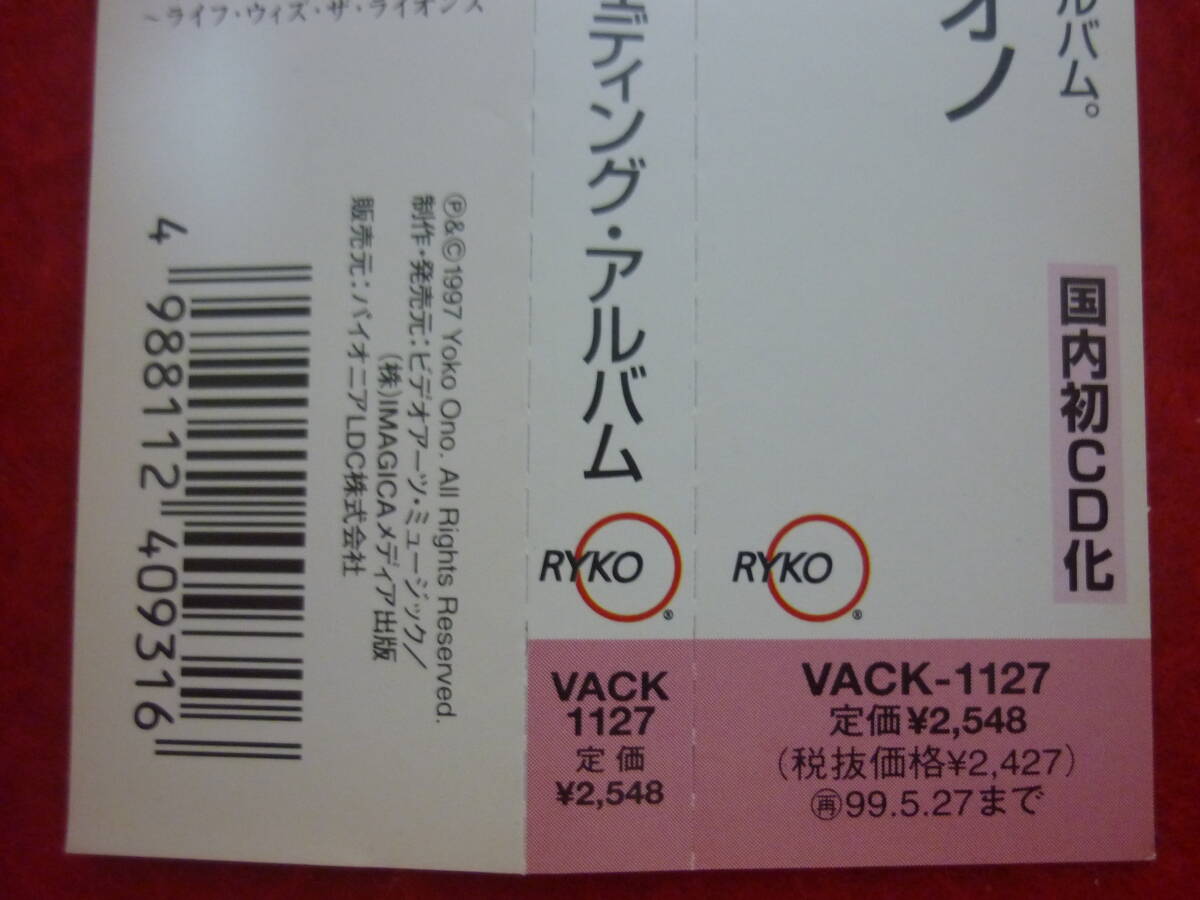 ルバム。
オノ
国内初CD化
RYKO
®
VACK-1127
定価¥2,548
(税抜価格¥2,427)
再99.5.27まで
ディング・アルバム
RYKO
®
VACK
1127
定価
¥2,548
~ライフ・ウィズ・ザ・ライオンズ
Ⓟ&©1997 Yoko Ono. All Rights Reserved.
制作・発売元:ビデオアーツ・ミュージック/
(株)IMAGICAメディア出版
販売元:パイオニアLDC株式会社
4 988112 409316